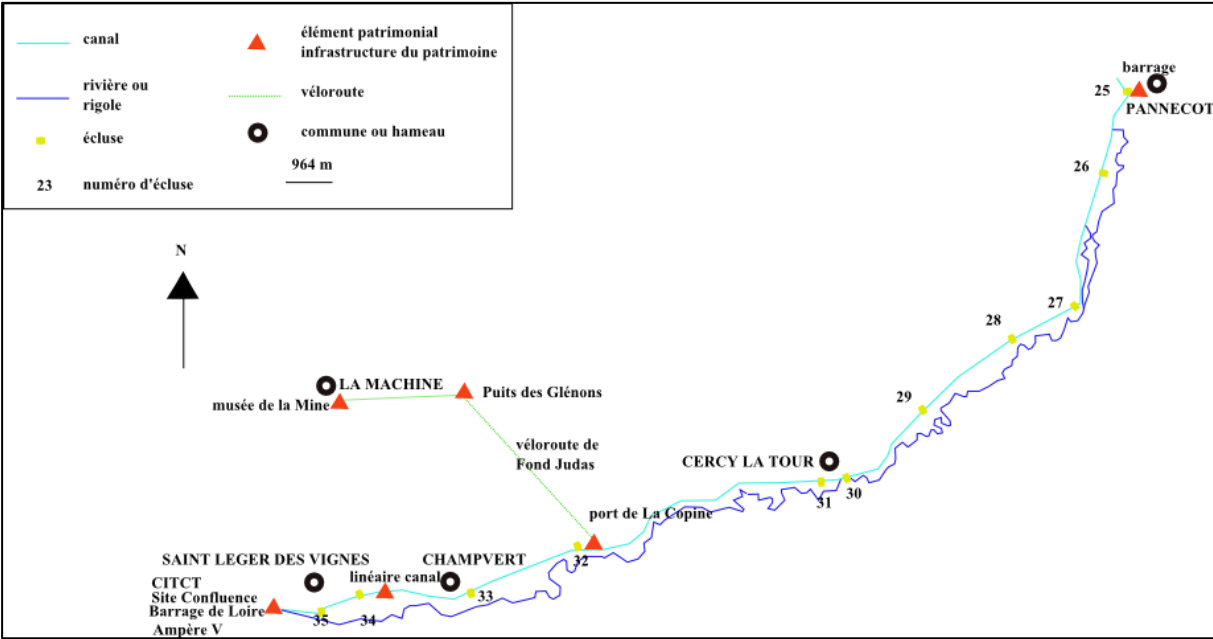 canal
rivière ou
rigole
écluse
23 numéro d'écluse
élément patrimonial
infrastructure du patrimoine
véloroute
commune ou hameau
964 m
N
barrage
25
PANNECOT
26
27
28
29
LA MACHINE
musée de la Mine
Puits des Glénons
véloroute de
Fond Judas
CERCY LA TOUR
30
31
port de La Copine
32
SAINT LEGER DES VIGNES
CHAMPVERT
linéaire canal
33
34
35
CITCT
Site Confluence
Barrage de Loire
Ampère V